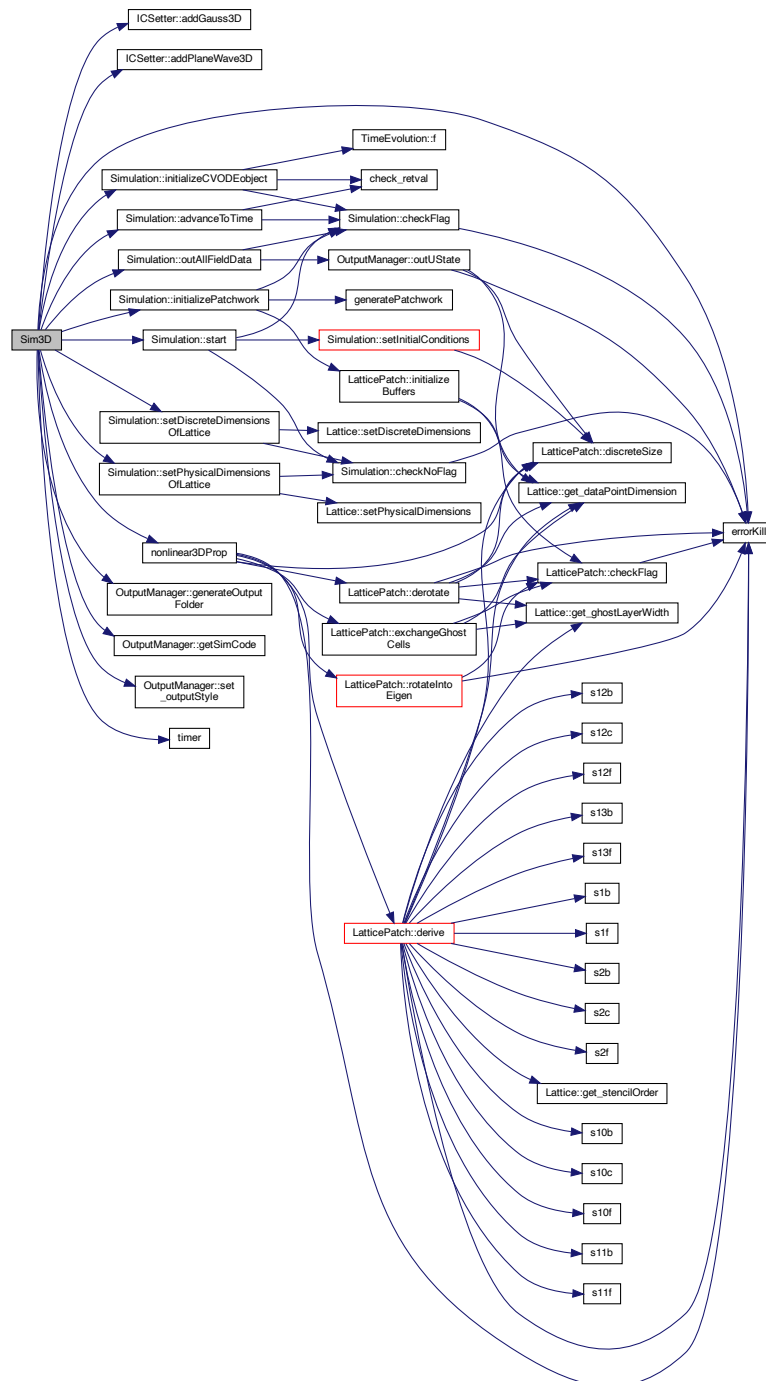 ICSetter::addGauss3D
ICSetter::addPlaneWave3D
TimeEvolution::f
Simulation::initializeCVODEobject
check_retval
Simulation::advanceToTime
Simulation::checkFlag
Simulation::outAllFieldData
OutputManager::outUState
Simulation::initializePatchwork
generatePatchwork
Sim3D
Simulation::start
Simulation::setInitialConditions
LatticePatch::initialize
Buffers
Simulation::setDiscreteDimensions
OfLattice
Lattice::setDiscreteDimensions
LatticePatch::discreteSize
Simulation::setPhysicalDimensions
OfLattice
Simulation::checkNoFlag
Lattice::get_dataPointDimension
Lattice::setPhysicalDimensions
errorKill
nonlinear3DProp
LatticePatch::checkFlag
OutputManager::generateOutput
Folder
LatticePatch::derotate
Lattice::get_ghostLayerWidth
OutputManager::getSimCode
LatticePatch::exchangeGhost
Cells
OutputManager::set
_outputStyle
LatticePatch::rotateInto
Eigen
s12b
timer
s12c
s12f
s13b
s13f
s1b
LatticePatch::derive
s1f
s2b
s2c
s2f
Lattice::get_stencilOrder
s10b
s10c
s10f
s11b
s11f